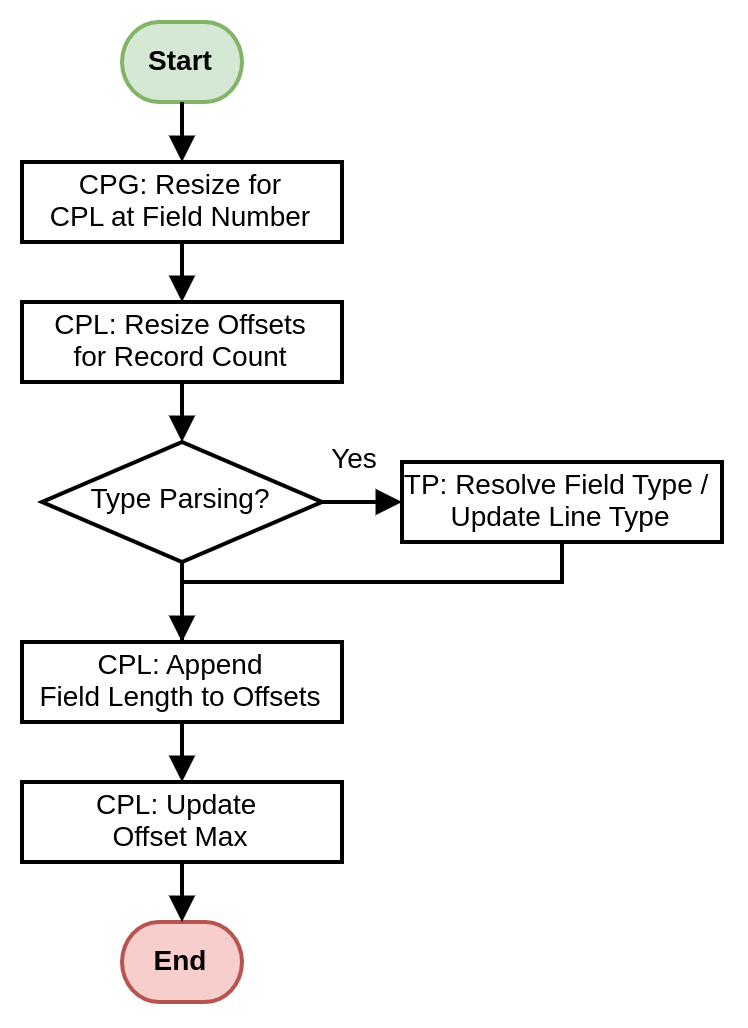 Start
CPG: Resize for
CPL at Field Number
CPL: Resize Offsets
for Record Count
Type Parsing?
Yes
TP: Resolve Field Type /
Update Line Type
CPL: Append
Field Length to Offsets
CPL: Update
Offset Max
End